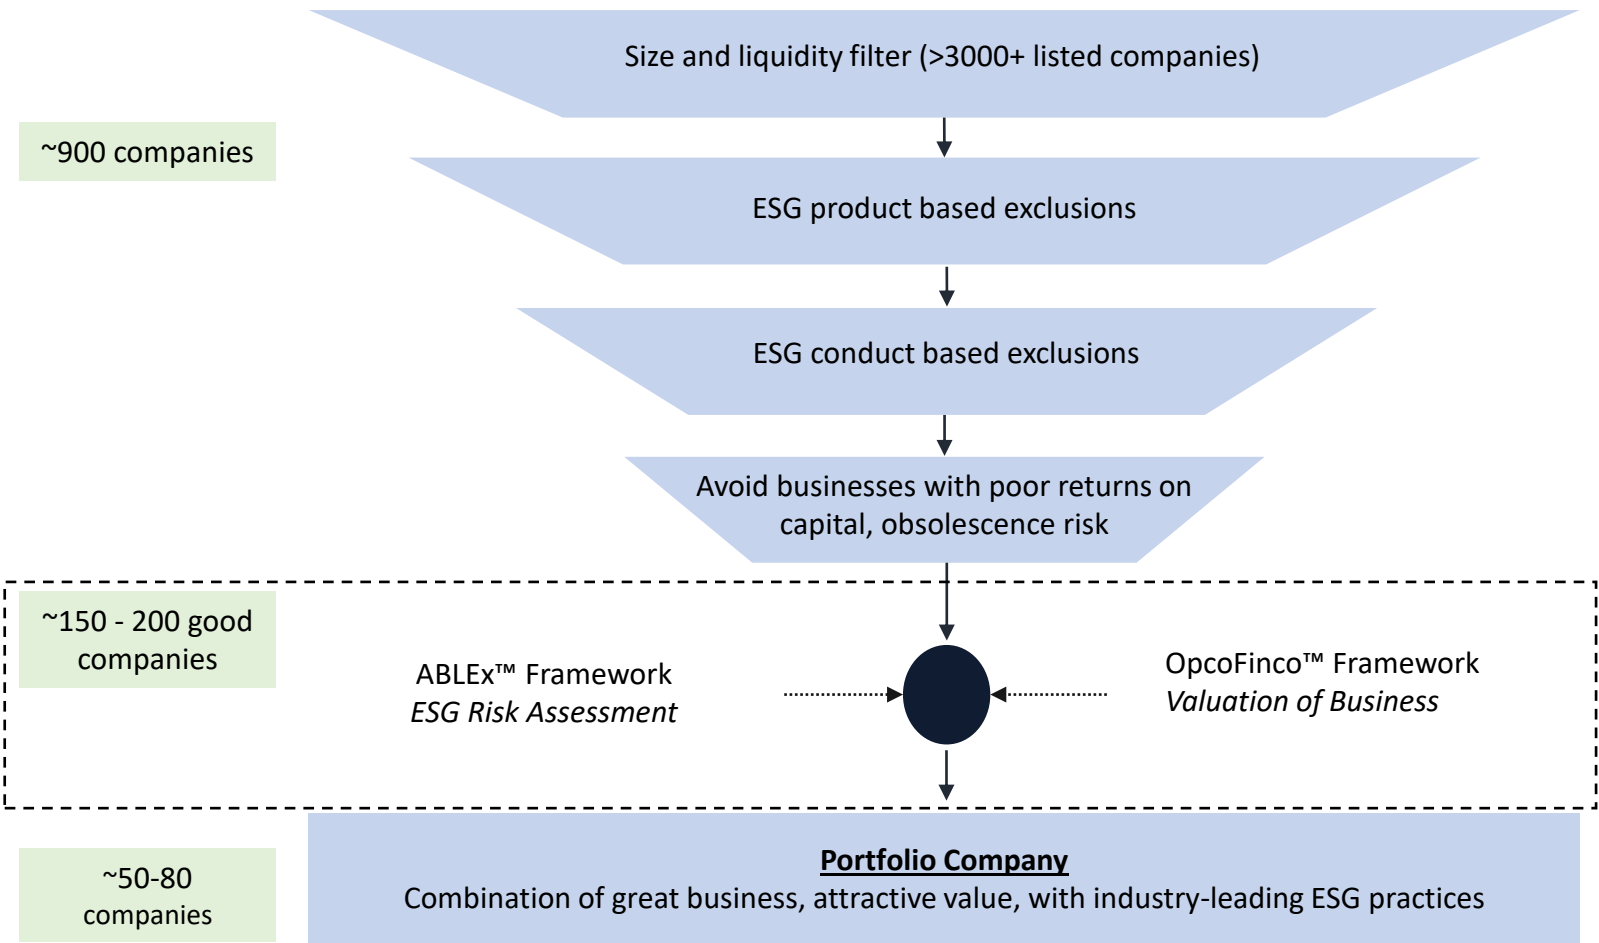 Size and liquidity filter (>3000+ listed companies)
~900 companies
ESG product based exclusions
ESG conduct based exclusions
Avoid businesses with poor returns on
capital, obsolescence risk
~150 - 200 good
companies
ABLEx™ Framework
ESG Risk Assessment
OpcoFinco™ Framework
Valuation of Business
~50-80
companies
Portfolio Company
Combination of great business, attractive value, with industry-leading ESG practices